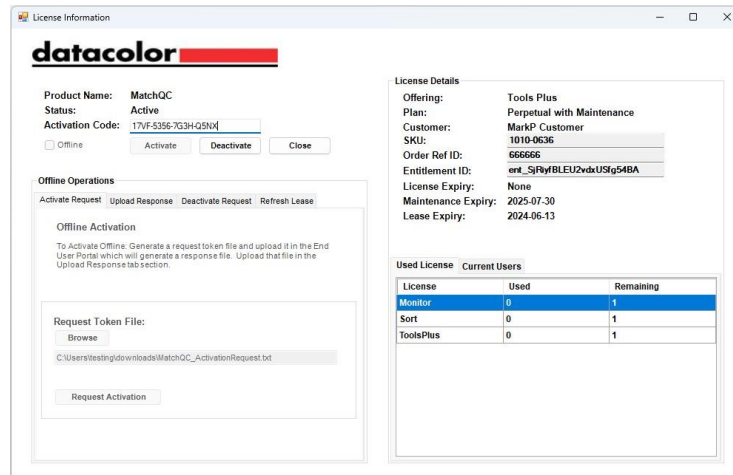 License Information
datacolor
Product Name: MatchQC
Status: Active
Activation Code: 17VF-5356-7G3H-Q5NX
Offline Activate Deactivate Close
Offline Operations
Activate Request Upload Response Deactivate Request Refresh Lease
Offline Activation
To Activate Offline: Generate a request token file and upload it in the End
User Portal which will generate a response file. Upload that file in the
Upload Response tab section.
Request Token File:
Browse
C:\Users\testing\downloads\MatchQC_ActivationRequest.txt
Request Activation
License Details
Offering: Tools Plus
Plan: Perpetual with Maintenance
Customer: MarkP Customer
SKU: 1010-0636
Order Ref ID: 666666
Entitlement ID: ent_SjRiyfBLEU2vdxUSfg54BA
License Expiry: None
Maintenance Expiry: 2025-07-30
Lease Expiry: 2024-06-13
Used License Current Users
License Used Remaining
Monitor 0 1
Sort 0 1
ToolsPlus 0 1